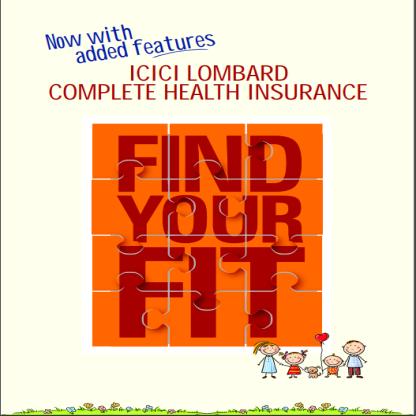 Now with
added features
ICICI LOMBARD
COMPLETE HEALTH INSURANCE
FIND
YOUR
FIT